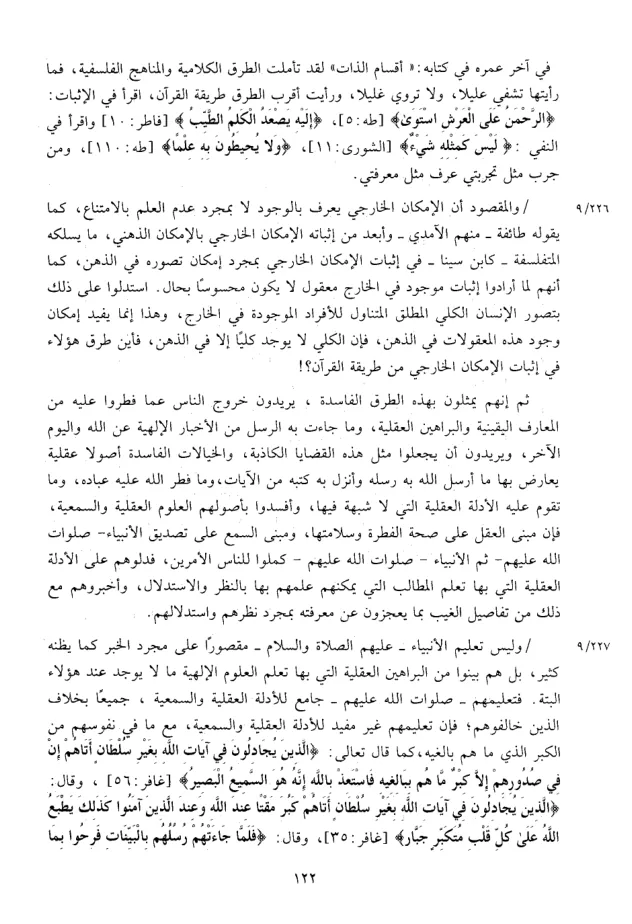 في آخر عمره في كتابه: « أقسام الذات» لقد تأملت الطرق الكلامية والمناهج الفلسفية، فما
رأيتها تشفي عليلا، ولا تروي غليلا، ورأيت أقرب الطرق طريقة القرآن، اقرأ في الإثبات:
﴿الرَّحْمَنُ عَلَى الْعَرْشِ اسْتَوَىٰ﴾ [طه:٥]، ﴿إِلَيْهِ يَصْعَدُ الْكَلِمُ الطَّيِّبُ ﴾ [فاطر: ١٠] واقرأ في
النفي :﴿ لَيْسَ كَمِثْلِهِ شَيْءٌ﴾ [الشورى:١١]، ﴿وَلا يُحِيطُونَ بِهِ عِلْمًا﴾ [طه: ١١٠]، ومن
جرب مثل تجربتي عرف مثل معرفتي.
٩/٢٢٦ / والمقصود أن الإمكان الخارجي يعرف بالوجود لا بمجرد عدم العلم بالامتناع، كما
يقوله طائفة ـ منهم الآمدي ـ وأبعد من إثباته الإمكان الخارجي بالإمكان الذهني، ما يسلكه
المتفلسفة ـ كابن سينا ـ في إثبات الإمكان الخارجي بمجرد إمكان تصوره في الذهن، كما
أنهم لما أرادوا إثبات موجود في الخارج معقول لا يكون محسوسًا بحال. استدلوا على ذلك
بتصور الإنسان الكلي المطلق المتناول للأفراد الموجودة في الخارج، وهذا إنما يفيد إمكان
وجود هذه المعقولات في الذهن، فإن الكلي لا يوجد كليًا إلا في الذهن، فأين طرق هؤلاء
في إثبات الإمكان الخارجي من طريقة القرآن؟!
ثم إنهم يمثلون بهذه الطرق الفاسدة ، يريدون خروج الناس عما فطروا عليه من
المعارف اليقينية والبراهين العقلية، وما جاءت به الرسل من الأخبار الإلهية عن الله واليوم
الآخر، ويريدون أن يجعلوا مثل هذه القضايا الكاذبة، والخيالات الفاسدة أصولا عقلية
يعارض بها ما أرسل الله به رسله وأنزل به كتبه من الآيات،وما فطر الله عليه عباده، وما
تقوم عليه الأدلة العقلية التي لا شبهة فيها، وأفسدوا بأصولهم العلوم العقلية والسمعية،
فإن مبنى العقل على صحة الفطرة وسلامتها، ومبنى السمع على تصديق الأنبياء- صلوات
الله عليهم- ثم الأنبياء - صلوات الله عليهم - كملوا للناس الأمرين، فدلوهم على الأدلة
العقلية التي بها تعلم المطالب التي يمكنهم علمهم بها بالنظر والاستدلال، وأخبروهم مع
ذلك من تفاصيل الغيب بما يعجزون عن معرفته بمجرد نظرهم واستدلالهم.
٩/٢٢٧ / وليس تعليم الأنبياء ـ عليهم الصلاة والسلام ـ مقصورًا على مجرد الخبر كما يظنه
كثير، بل هم بينوا من البراهين العقلية التي بها تعلم العلوم الإلهية ما لا يوجد عند هؤلاء
البتة. فتعليمهم ـ صلوات الله عليهم ـ جامع للأدلة العقلية والسمعية ، جميعًا بخلاف
الذين خالفوهم؛ فإن تعليمهم غير مفيد للأدلة العقلية والسمعية، مع ما في نفوسهم من
الكبر الذي ما هم بالغيه،كما قال تعالى: ﴿الَّذِينَ يُجَادِلُونَ فِي آيَاتِ اللَّهِ بِغَيْرِ سُلْطَانٍ أَتَاهُمْ إِنْ
فِي صُدُورِهِمْ إِلاَّ كِبْرٌ مَّا هُم بِبَالِغِيهِ فَاسْتَعِذْ بِاللَّهِ إِنَّهُ هُوَ السَّمِيعُ الْبَصِيرُ﴾ [غافر:٥٦] ، وقال:
﴿الَّذِينَ يُجَادِلُونَ فِي آيَاتِ اللَّهِ بِغَيْرِ سُلْطَانٍ أَتَاهُمْ كَبُرَ مَقْتًا عِندَ اللَّهِ وَعِندَ الَّذِينَ آمَنُوا كَذَلِكَ يَطْبَعُ
اللَّهُ عَلَىٰ كُلِّ قَلْبِ مُتَكَبِّرٍ جَبَّارٍ﴾ [غافر:٣٥]، وقال: ﴿فَلَمَّا جَاءَتْهُمْ رُسُلُهُم بِالْبَيِّنَاتِ فَرِحُوا بِمَا
١٢٢